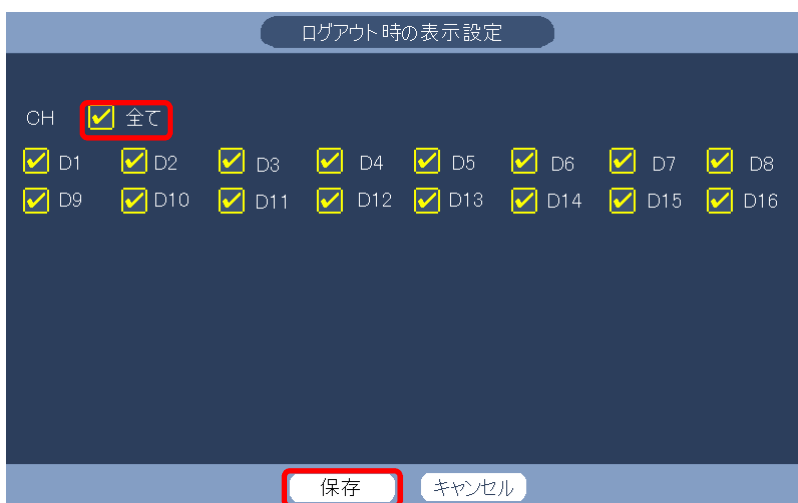 ログアウト時の表示設定
CH 全て
D1 D2 D3 D4 D5 D6 D7 D8
D9 D10 D11 D12 D13 D14 D15 D16
保存 キャンセル